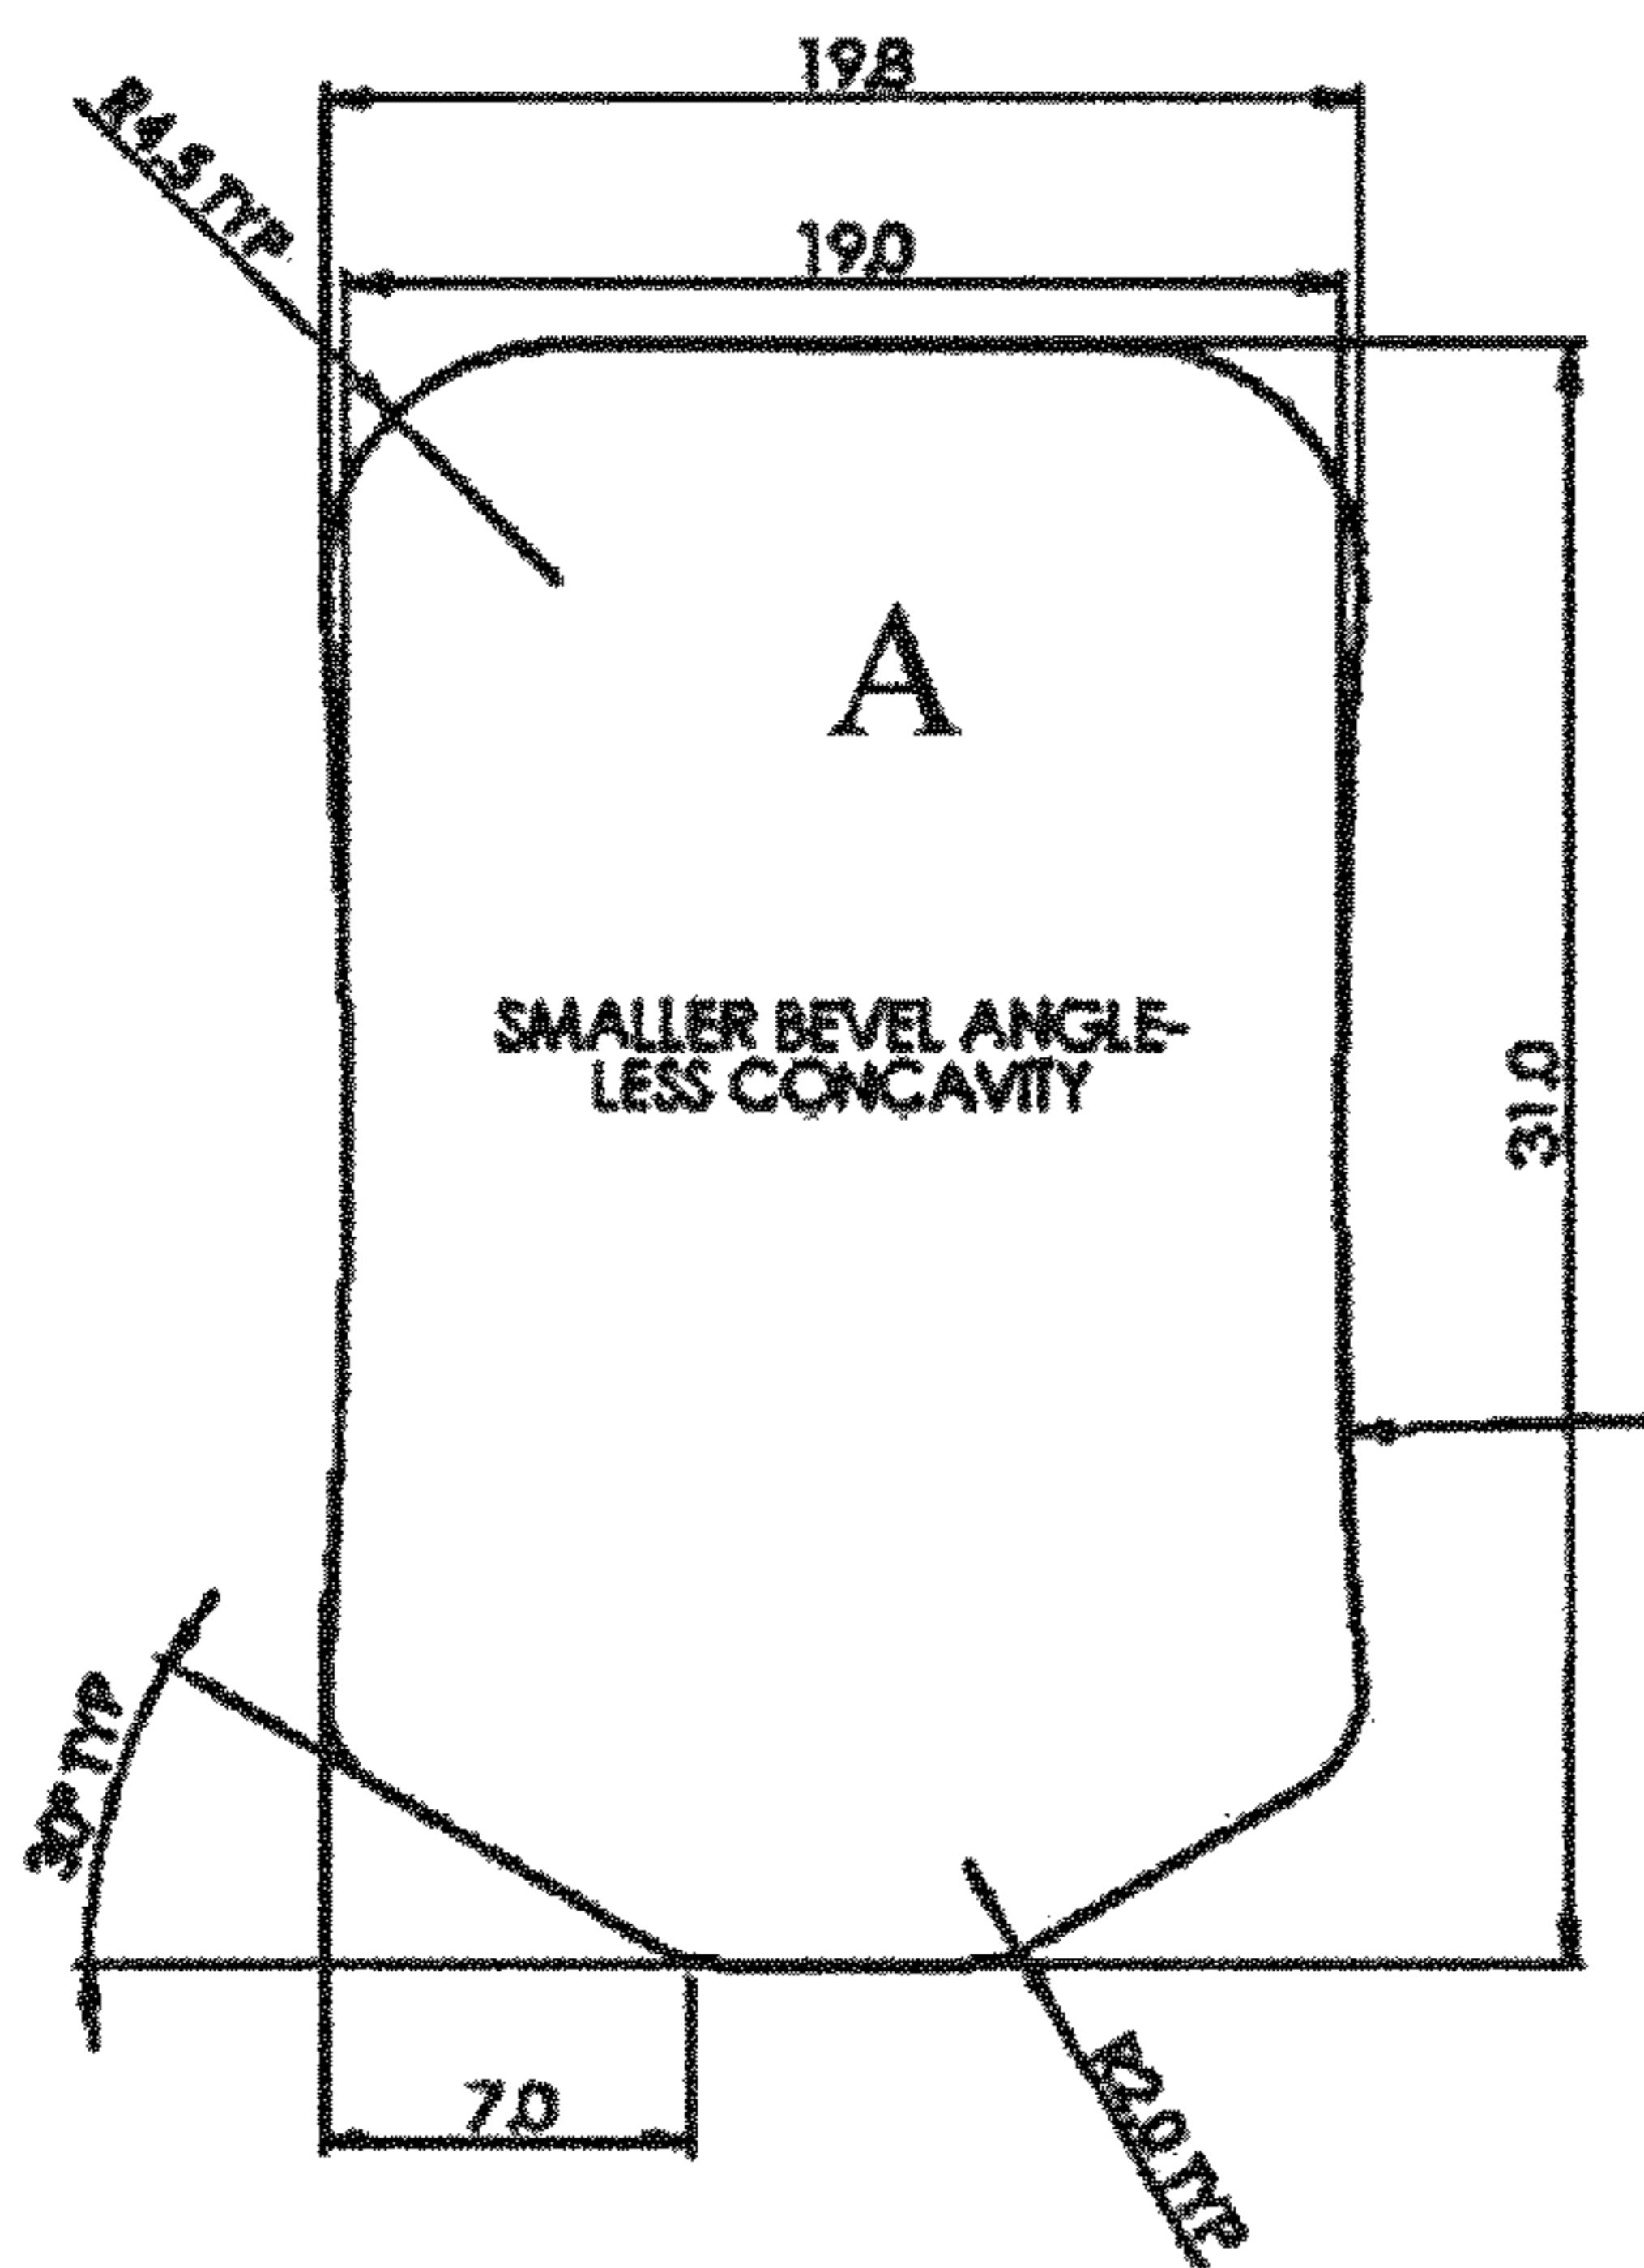 19.8
R4.5 TYP.
19.0
A
SMALLER BEVEL ANGLE-
LESS CONCAVITY
31.0
30° TYP
7.0
R2.0 TYP